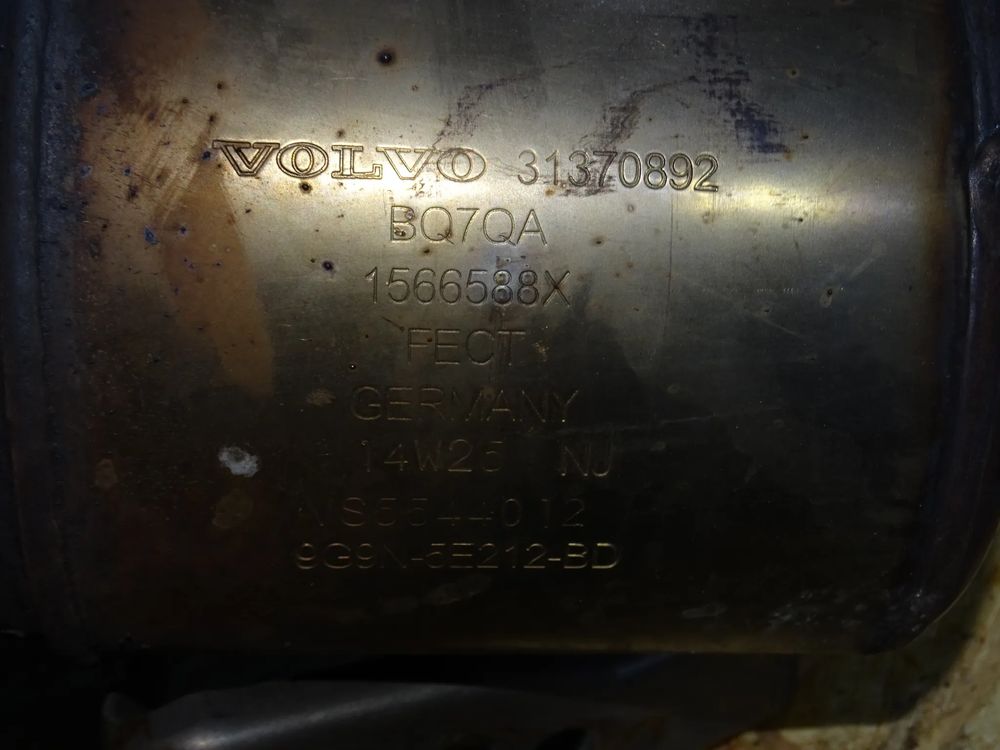 VOLVO 31370892
BQ7QA
1566588X
FECT
GERMANY
14W25 NJ
NS5544012
9G9N-5E212-BD